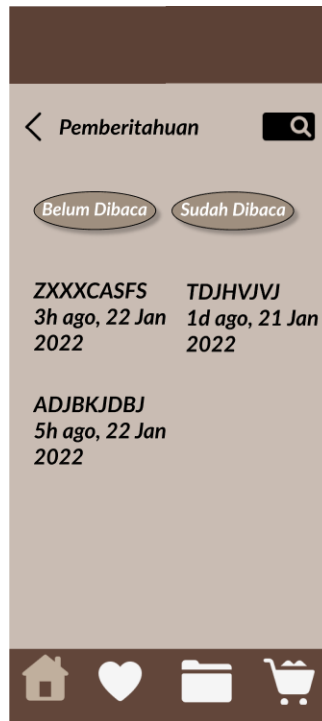 Pemberitahuan
Belum Dibaca
Sudah Dibaca
ZXXXCASFS
3h ago, 22 Jan
2022
TDJHVJVJ
1d ago, 21 Jan
2022
ADJBKJDBJ
5h ago, 22 Jan
2022